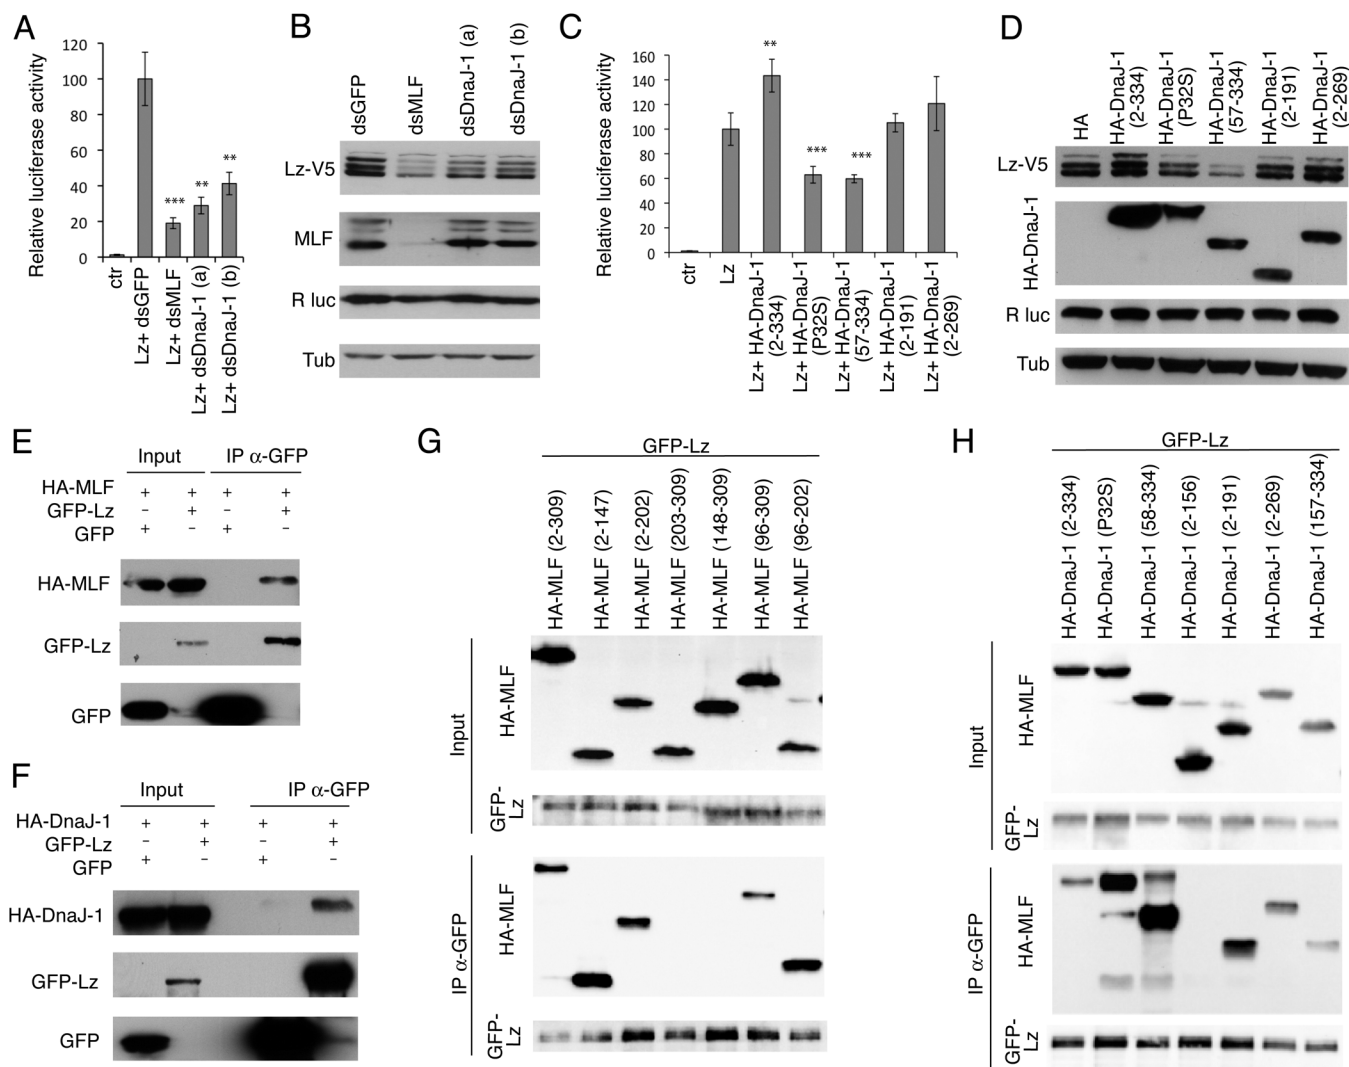 A
Relative luciferase activity
120
100
80
60
40
20
0
***
**
**
ctr
Lz+ dsGFP
Lz+ dsMLF
Lz+ dsDnaJ-1 (a)
Lz+ dsDnaJ-1 (b)
B
dsGFP
dsMLF
dsDnaJ-1 (a)
dsDnaJ-1 (b)
Lz-V5
MLF
R luc
Tub
C
Relative luciferase activity
160
140
120
100
80
60
40
20
0
**
***
***
ctr
Lz
Lz+ HA-DnaJ-1
(2-334)
Lz+ HA-DnaJ-1
(P32S)
Lz+ HA-DnaJ-1
(57-334)
Lz+ HA-DnaJ-1
(2-191)
Lz+ HA-DnaJ-1
(2-269)
D
HA
HA-DnaJ-1
(2-334)
HA-DnaJ-1
(P32S)
HA-DnaJ-1
(57-334)
HA-DnaJ-1
(2-191)
HA-DnaJ-1
(2-269)
Lz-V5
HA-DnaJ-1
R luc
Tub
E
Input IP α-GFP
HA-MLF + + + +
GFP-Lz - + - +
GFP + - + -
HA-MLF
GFP-Lz
GFP
F
Input IP α-GFP
HA-DnaJ-1 + + + +
GFP-Lz - + - +
GFP + - + -
HA-DnaJ-1
GFP-Lz
GFP
G
GFP-Lz
HA-MLF (2-309)
HA-MLF (2-147)
HA-MLF (2-202)
HA-MLF (203-309)
HA-MLF (148-309)
HA-MLF (96-309)
HA-MLF (96-202)
Input
HA-MLF
GFP-
Lz
IP α-GFP
HA-MLF
GFP-
Lz
H
GFP-Lz
HA-DnaJ-1 (2-334)
HA-DnaJ-1 (P32S)
HA-DnaJ-1 (58-334)
HA-DnaJ-1 (2-156)
HA-DnaJ-1 (2-191)
HA-DnaJ-1 (2-269)
HA-DnaJ-1 (157-334)
Input
HA-MLF
GFP-
Lz
IP α-GFP
HA-MLF
GFP-
Lz